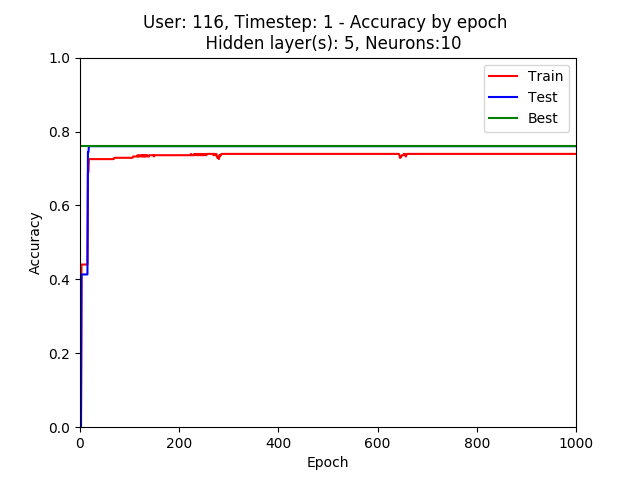 User: 116, Timestep: 1 - Accuracy by epoch
Hidden layer(s): 5, Neurons:10
Train
Test
Best
1.0
0.8
0.6
0.4
0.2
0.0
Accuracy
0 200 400 600 800 1000
Epoch